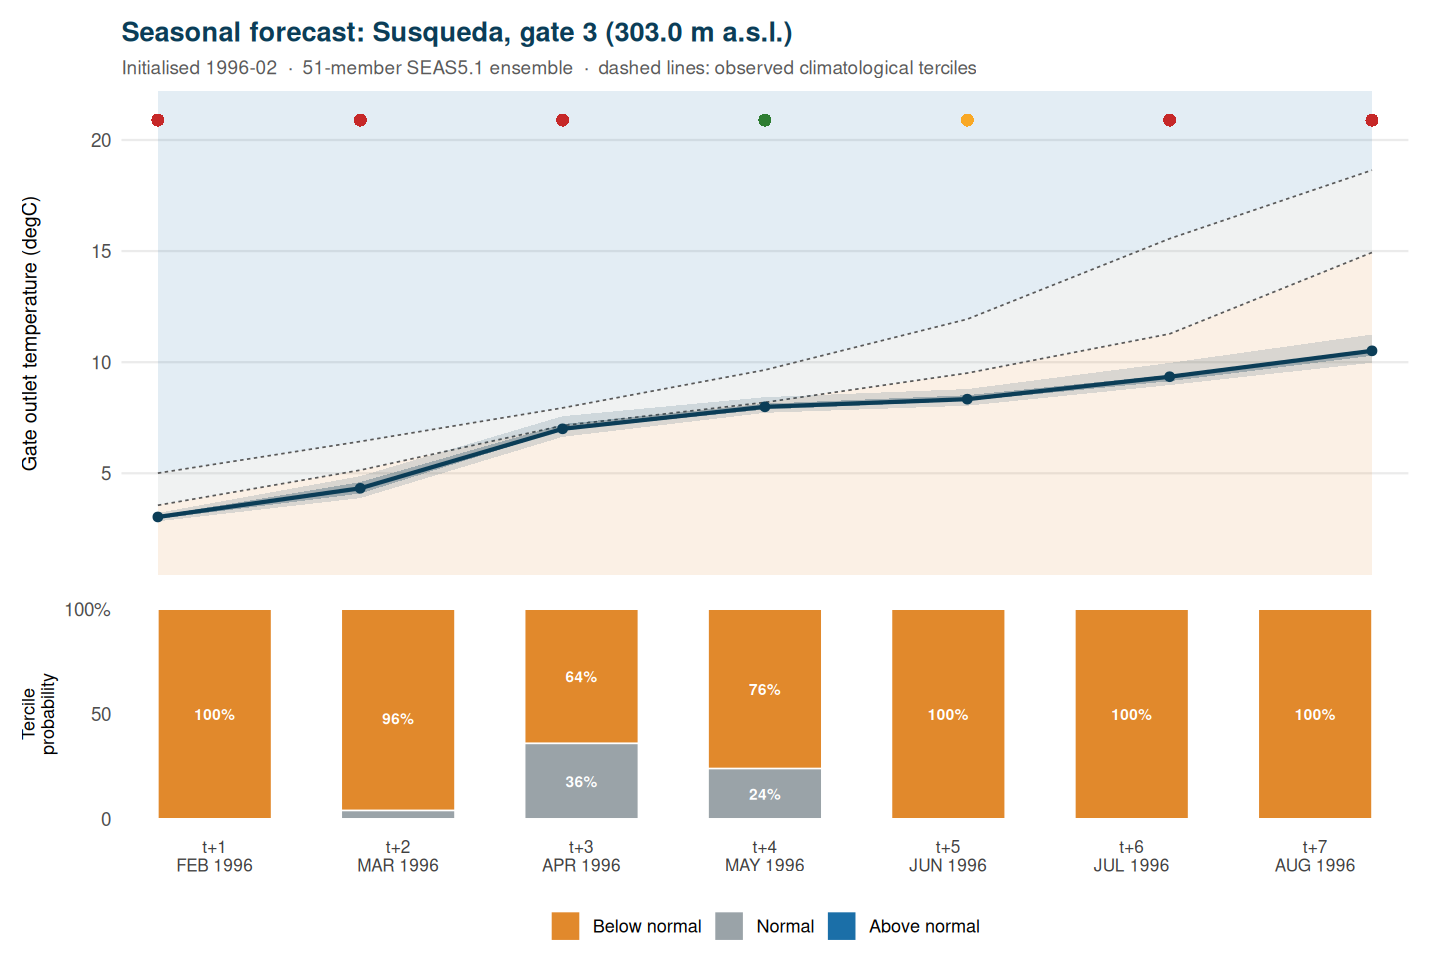 Seasonal forecast: Susqueda, gate 3 (303.0 m a.s.l.)
Initialised 1996-02 · 51-member SEAS5.1 ensemble · dashed lines: observed climatological terciles
Gate outlet temperature (degC)
20
15
10
5
Tercile
probability
100%
50
0
100%
96%
64%
36%
76%
24%
100%
100%
100%
t+1
FEB 1996
t+2
MAR 1996
t+3
APR 1996
t+4
MAY 1996
t+5
JUN 1996
t+6
JUL 1996
t+7
AUG 1996
Below normal
Normal
Above normal